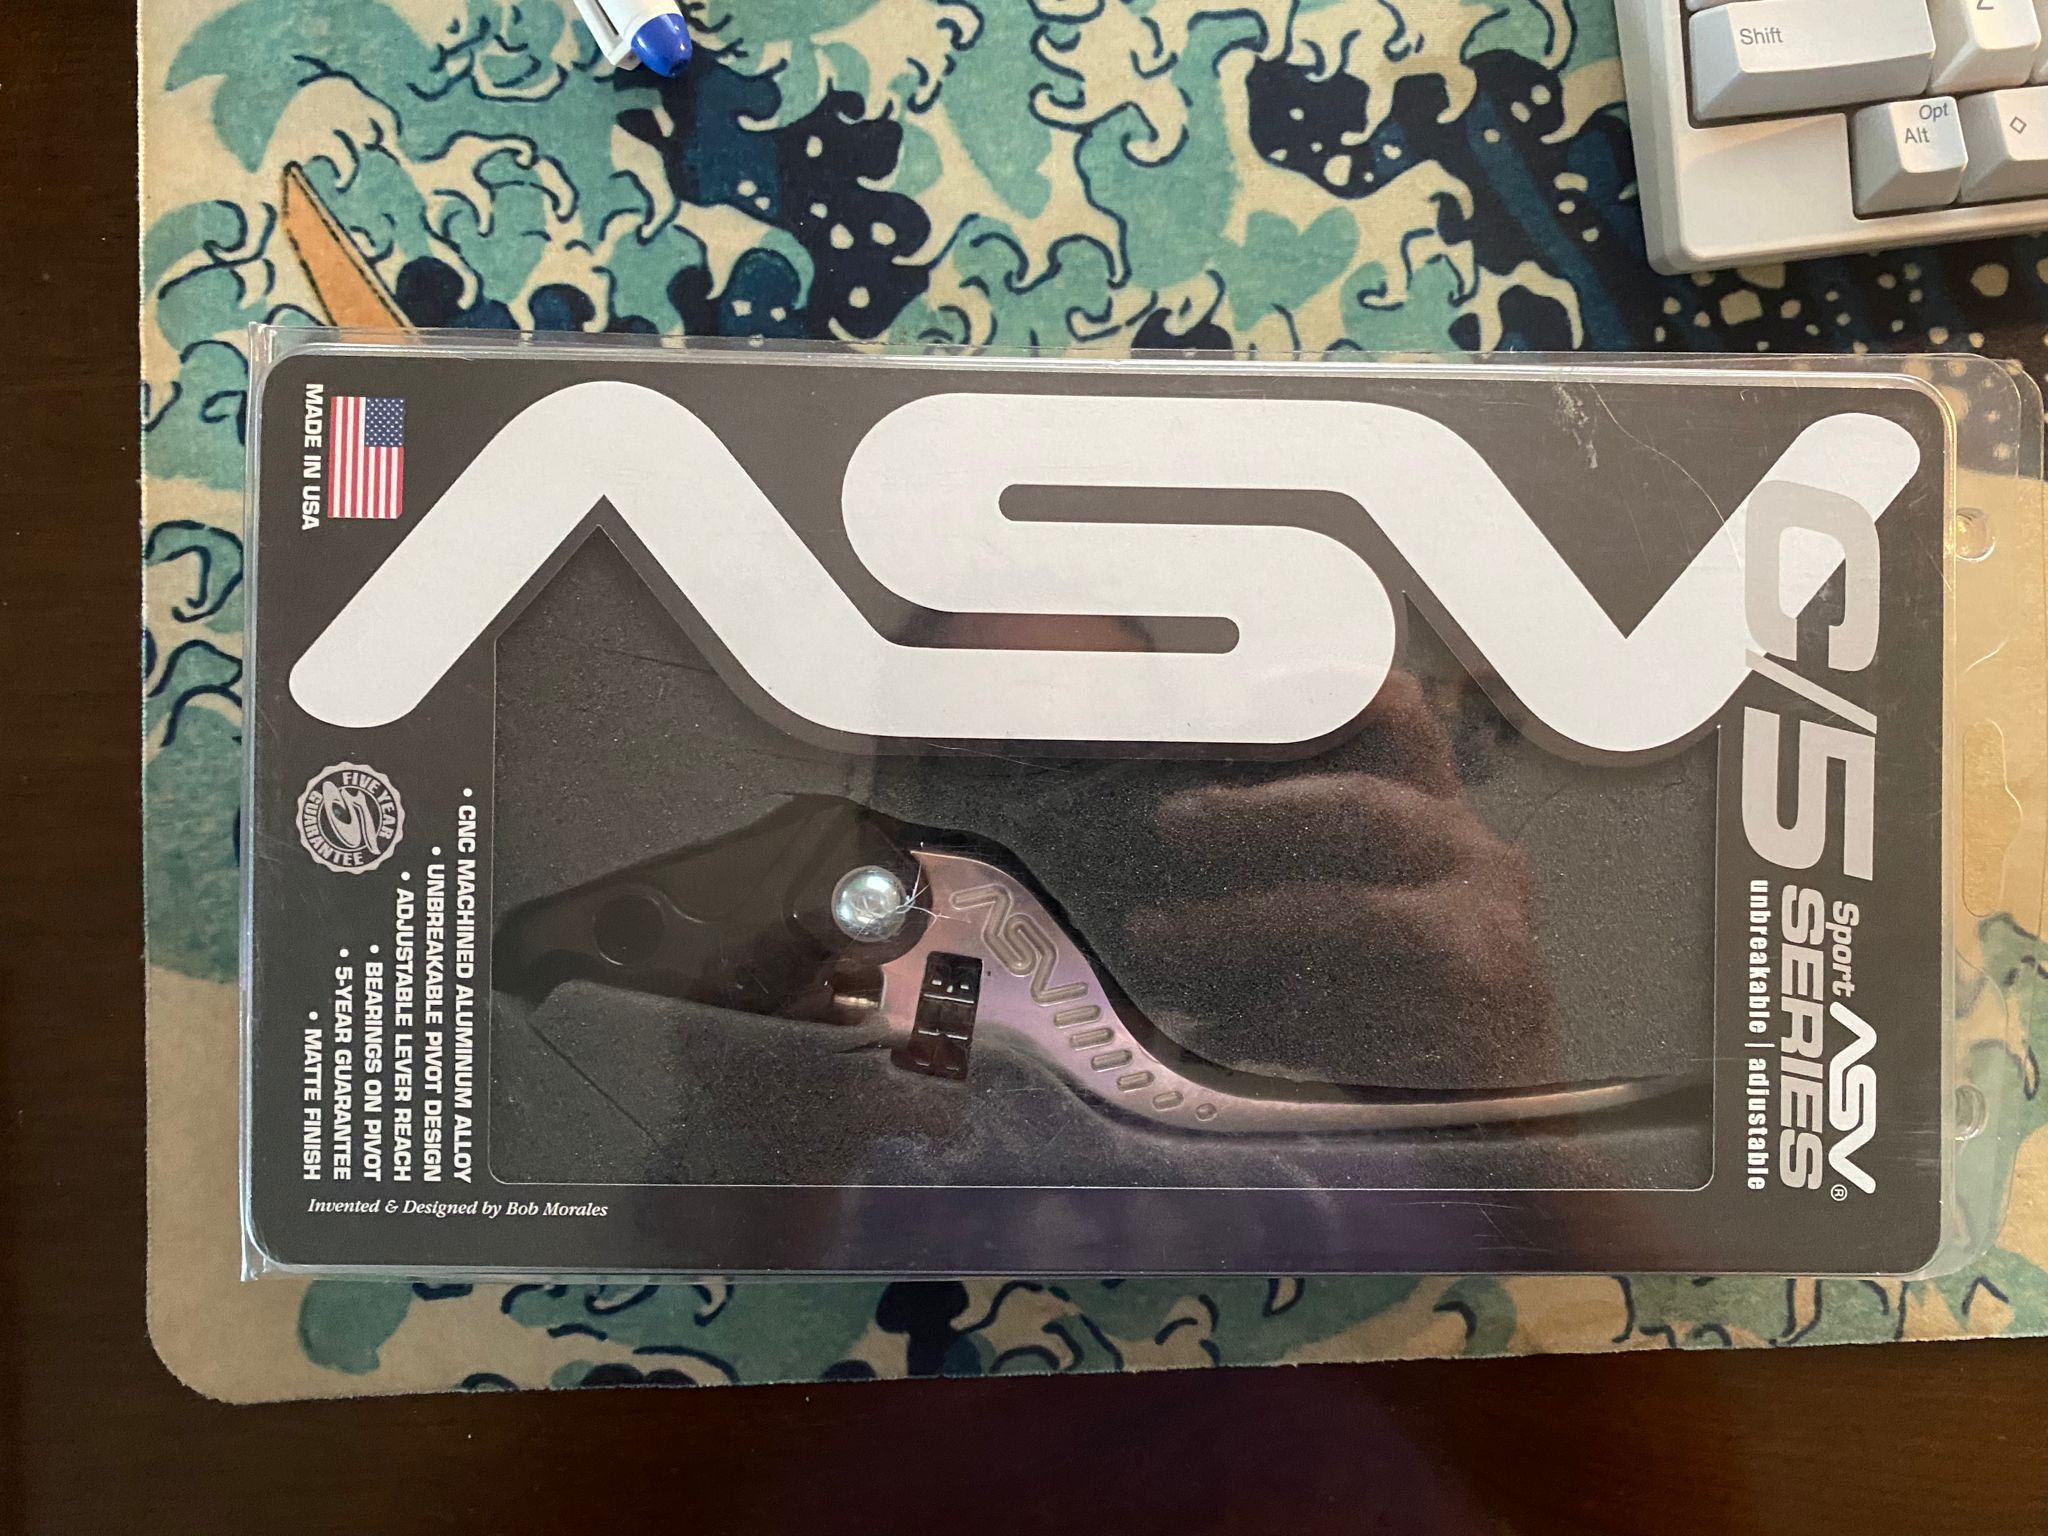 ASV
C/5
Sport ASV®
SERIES
unbreakable | adjustable
MADE IN USA
FIVE YEAR
GUARANTEE
5
• CNC MACHINED ALUMINUM ALLOY
• UNBREAKABLE PIVOT DESIGN
• ADJUSTABLE LEVER REACH
• BEARINGS ON PIVOT
• 5-YEAR GUARANTEE
• MATTE FINISH
Invented & Designed by Bob Morales
ASV
Shift
Z
Opt
Alt
◇